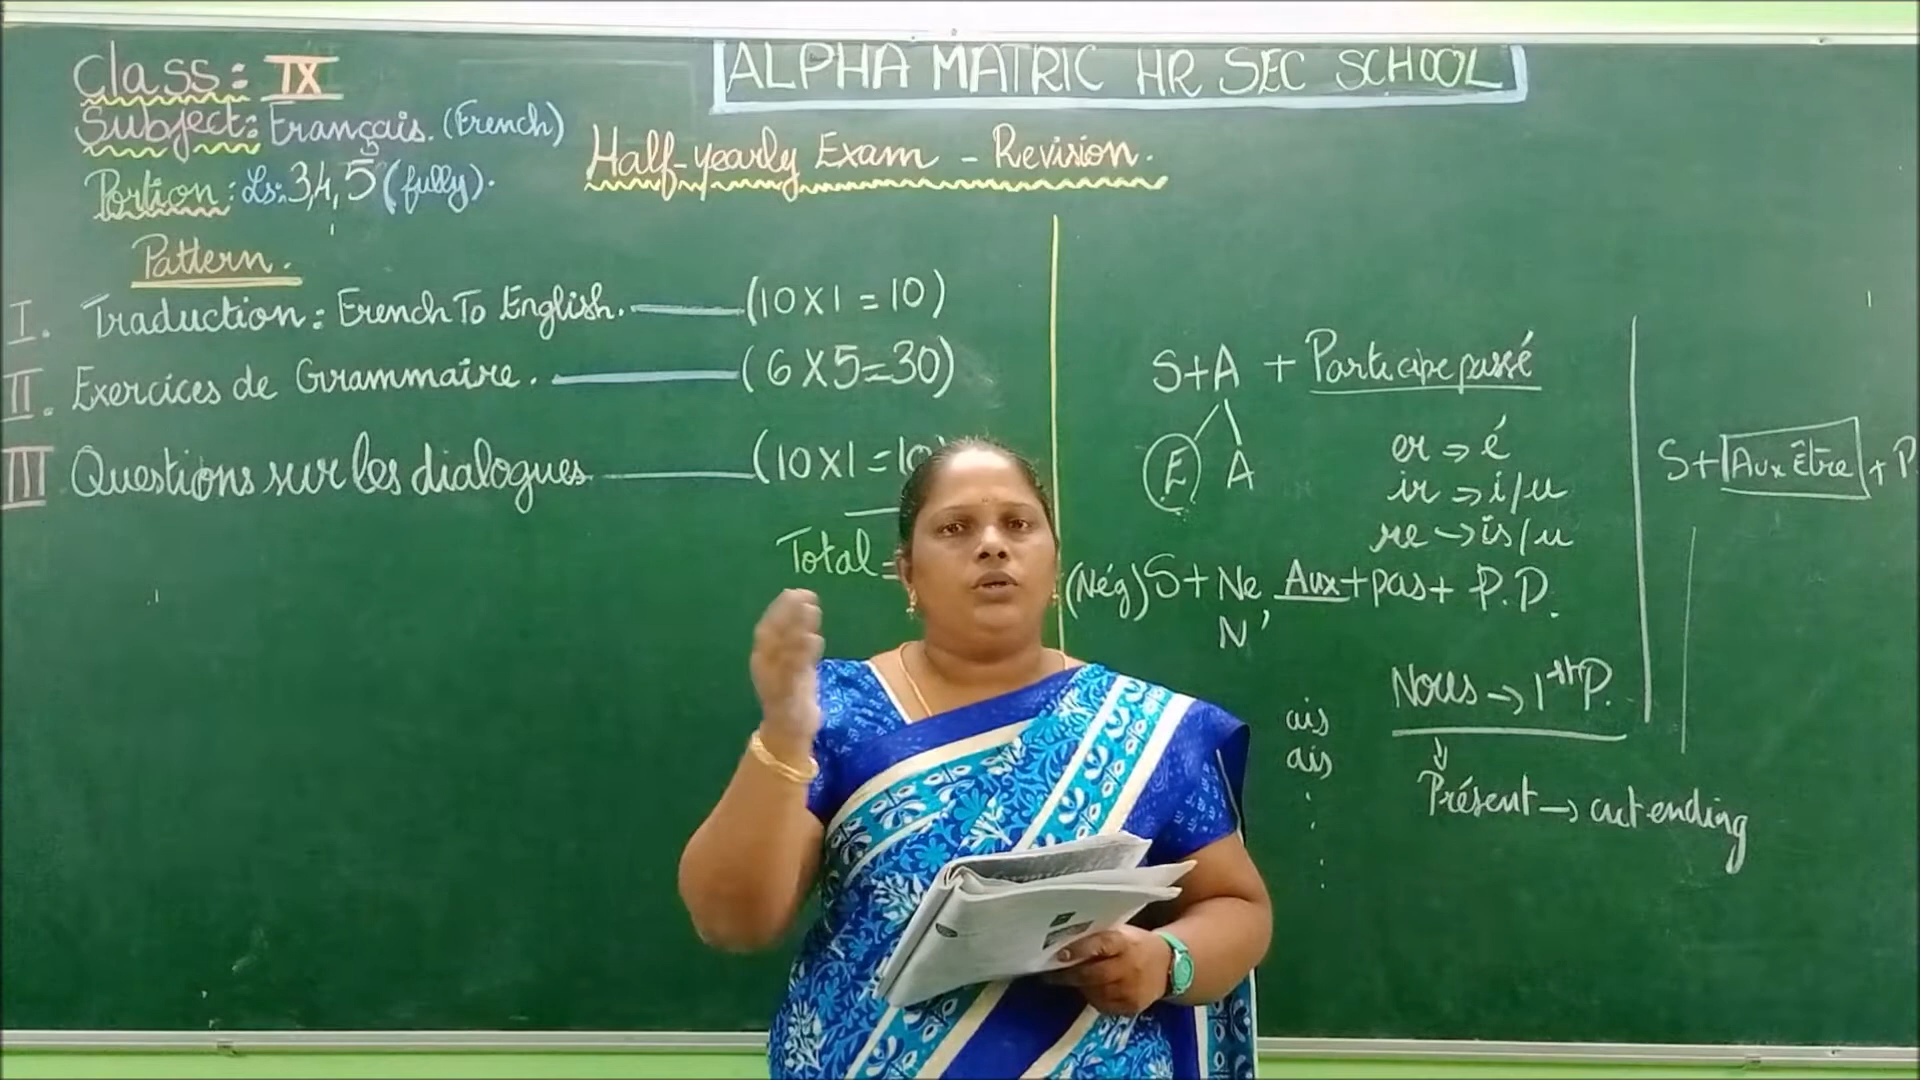 ALPHA MATRIC HR SEC SCHOOL
Class: IX
Subject: Français. (French)
Portion: Ls: 3,4,5 (fully).
Half-yearly Exam - Revision.
Pattern.
I. Traduction: French To English. (10X1=10)
II. Exercices de Grammaire. (6X5=30)
III Questions sur les dialogues (10X1=10
Total =
S+A + Participe passé
E A
er → é
ir → i/u
re → is/u
(Nég) S+ Ne Aux+pas+ P.P.
N'
Nous → 1st P.
ais
ais
Présent → cut ending
S+ Aux Être + P